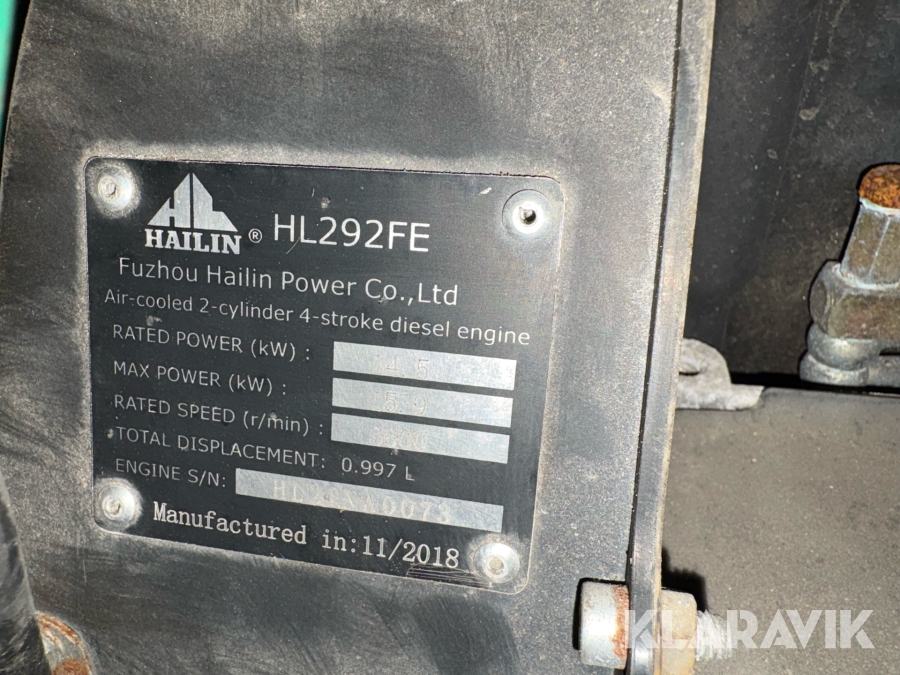 HL
HAILIN ® HL292FE
Fuzhou Hailin Power Co.,Ltd
Air-cooled 2-cylinder 4-stroke diesel engine
RATED POWER (kW) :
MAX POWER (kW) :
RATED SPEED (r/min) :
TOTAL DISPLACEMENT: 0.997 L
ENGINE S/N:
Manufactured in:11/2018
KLARAVIK